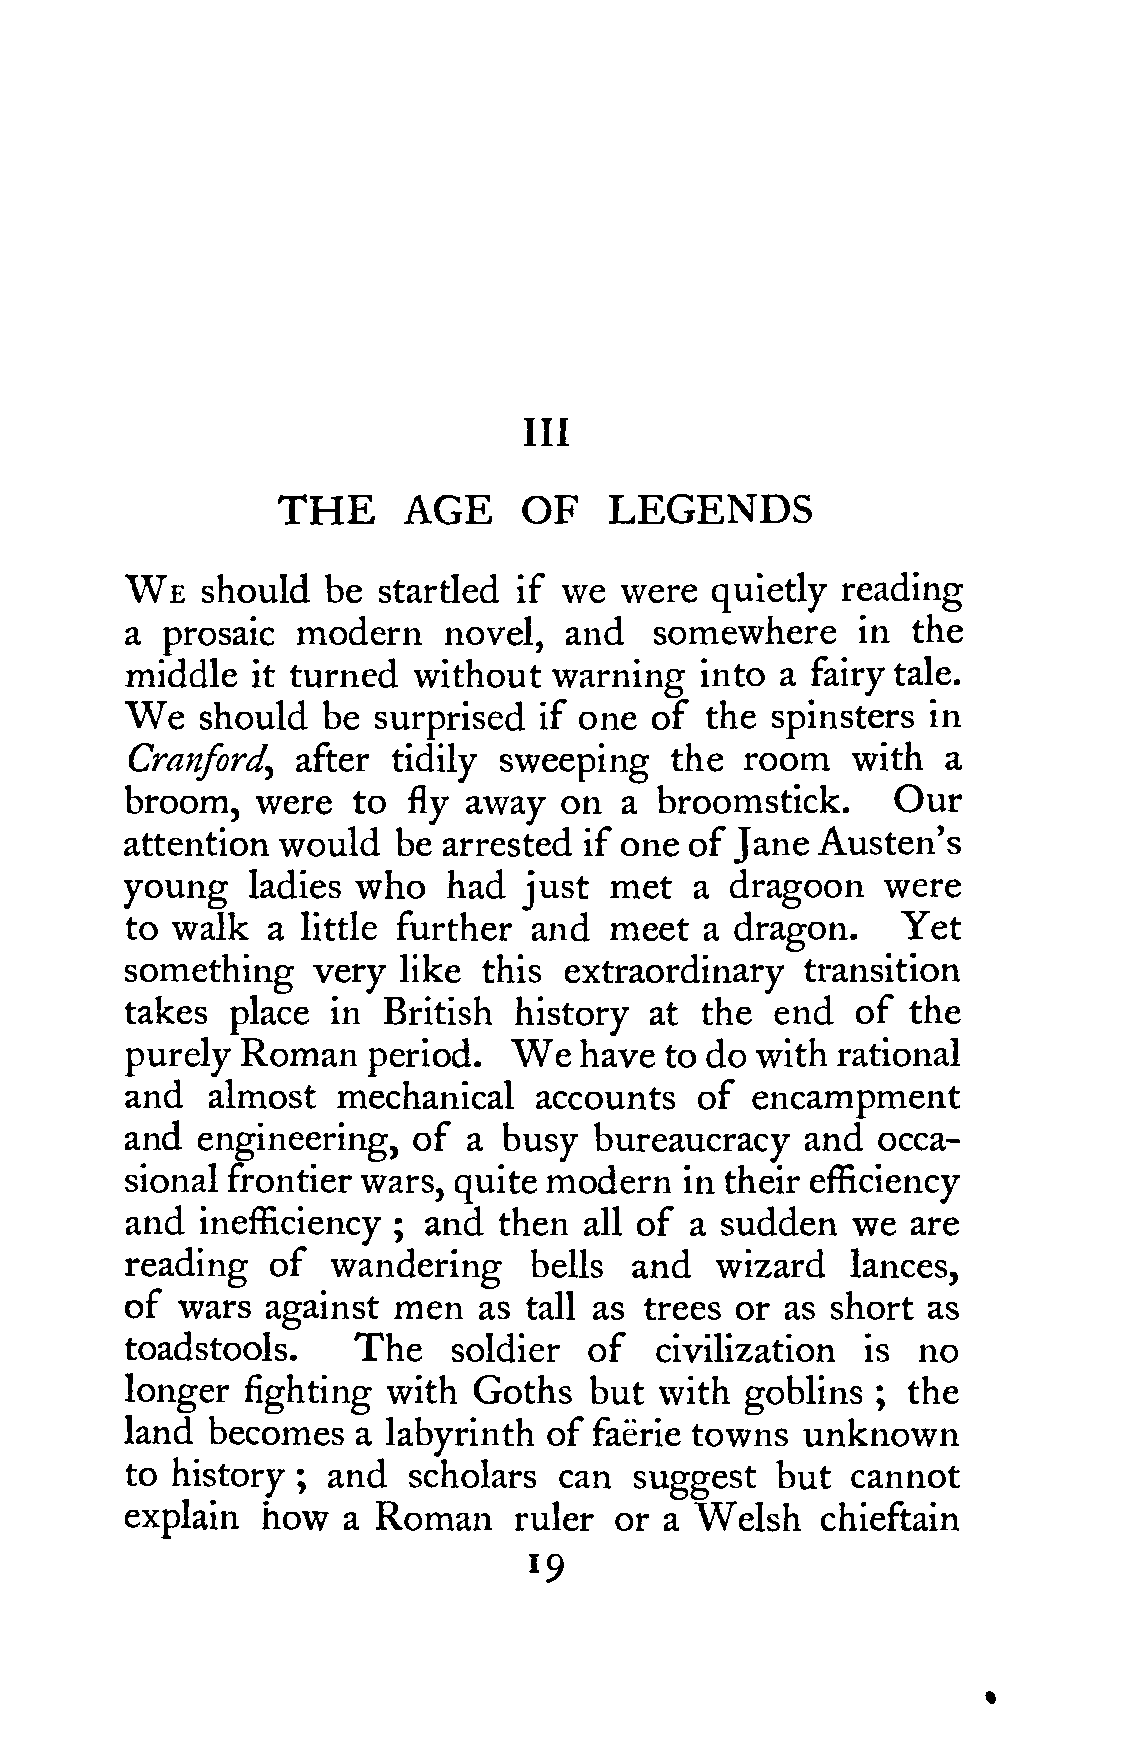 III
THE AGE OF LEGENDS
WE should be startled if we were quietly reading
a prosaic modern novel, and somewhere in the
middle it turned without warning into a fairy tale.
We should be surprised if one of the spinsters in
Cranford, after tidily sweeping the room with a
broom, were to fly away on a broomstick. Our
attention would be arrested if one of Jane Austen's
young ladies who had just met a dragoon were
to walk a little further and meet a dragon. Yet
something very like this extraordinary transition
takes place in British history at the end of the
purely Roman period. We have to do with rational
and almost mechanical accounts of encampment
and engineering, of a busy bureaucracy and occa-
sional frontier wars, quite modern in their efficiency
and inefficiency ; and then all of a sudden we are
reading of wandering bells and wizard lances,
of wars against men as tall as trees or as short as
toadstools. The soldier of civilization is no
longer fighting with Goths but with goblins ; the
land becomes a labyrinth of faërie towns unknown
to history ; and scholars can suggest but cannot
explain how a Roman ruler or a Welsh chieftain
19